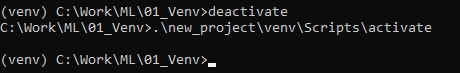 (venv) C:\Work\ML\01_Venv>deactivate
C:\Work\ML\01_Venv>.\new_project\venv\Scripts\activate
(venv) C:\Work\ML\01_Venv>